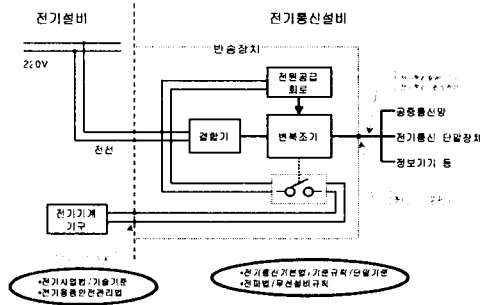 전기설비
전기통신설비
반송장치
220V
전원공급
회로
결합기
변복조기
전선
공중통신망
전기통신 단말장치
정보기기 등
전기기계
기구
•전기사업법/기술기준
•전기용품안전관리법
•전기통신기본법/기준규칙/단말기준
•전파법/무선설비규칙